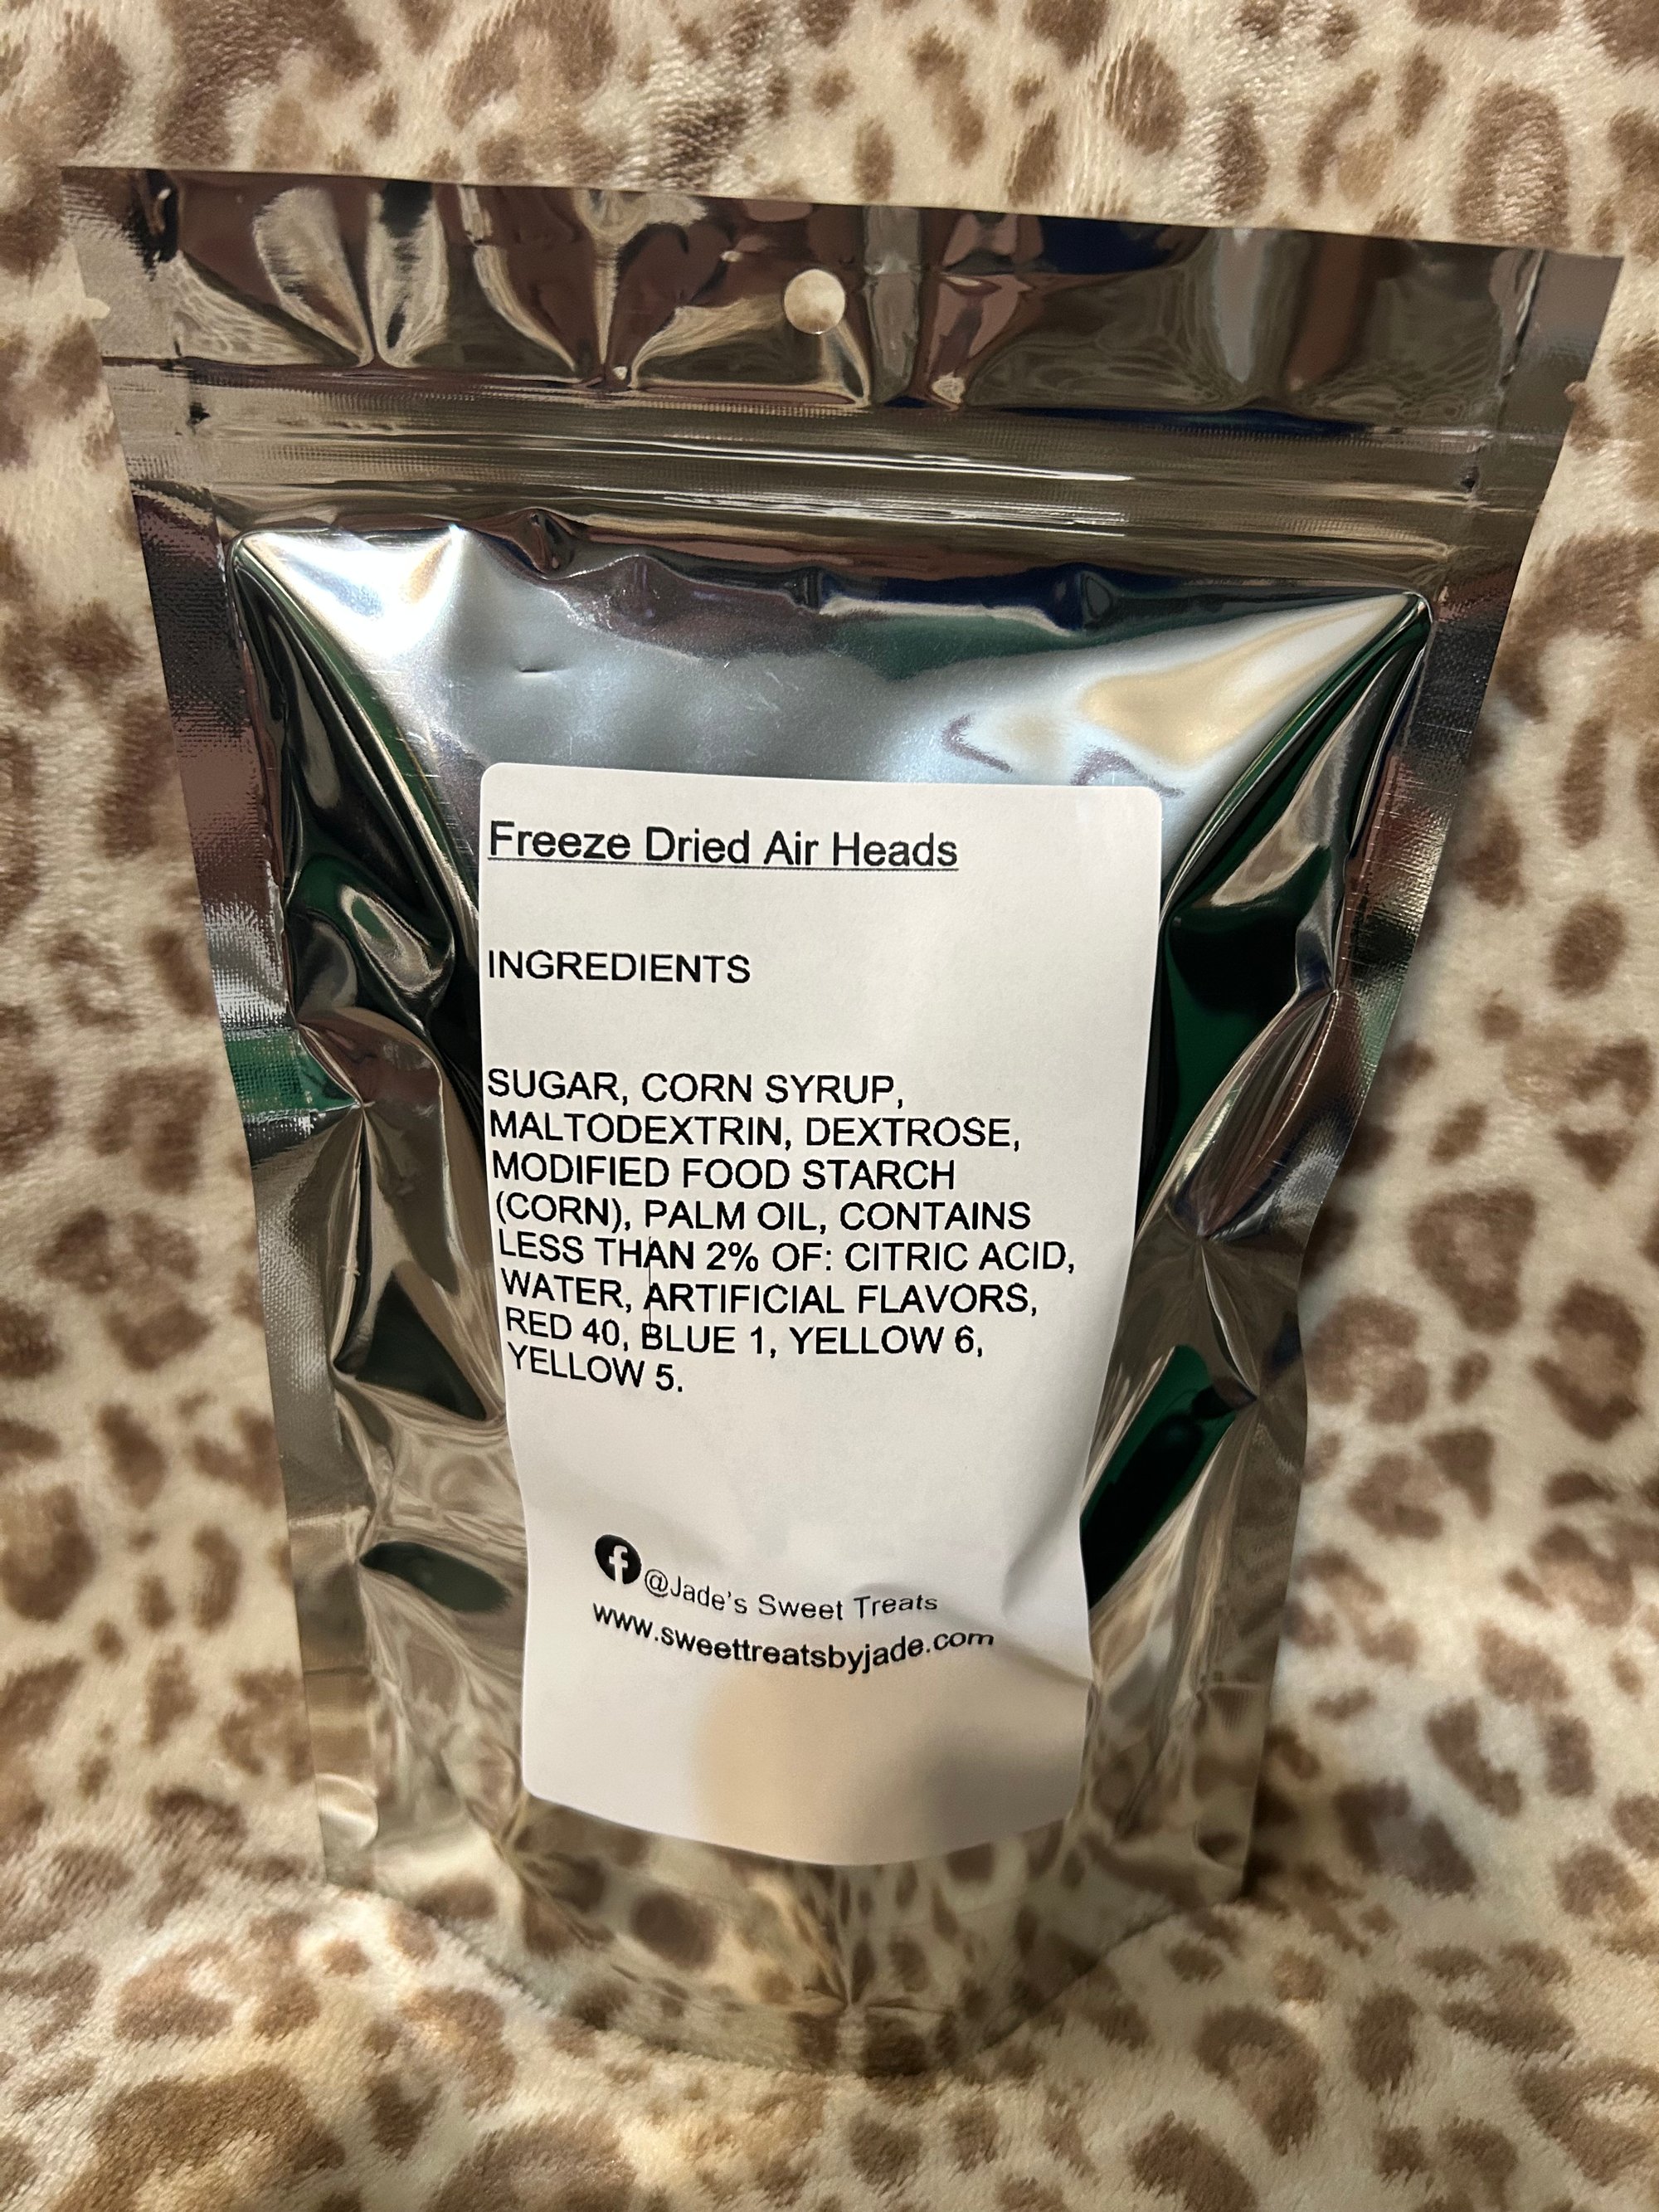 Freeze Dried Air Heads
INGREDIENTS
SUGAR, CORN SYRUP,
MALTODEXTRIN, DEXTROSE,
MODIFIED FOOD STARCH
(CORN), PALM OIL, CONTAINS
LESS THAN 2% OF: CITRIC ACID,
WATER, ARTIFICIAL FLAVORS,
RED 40, BLUE 1, YELLOW 6,
YELLOW 5.
@Jade's Sweet Treats
www.sweettreatsbyjade.com